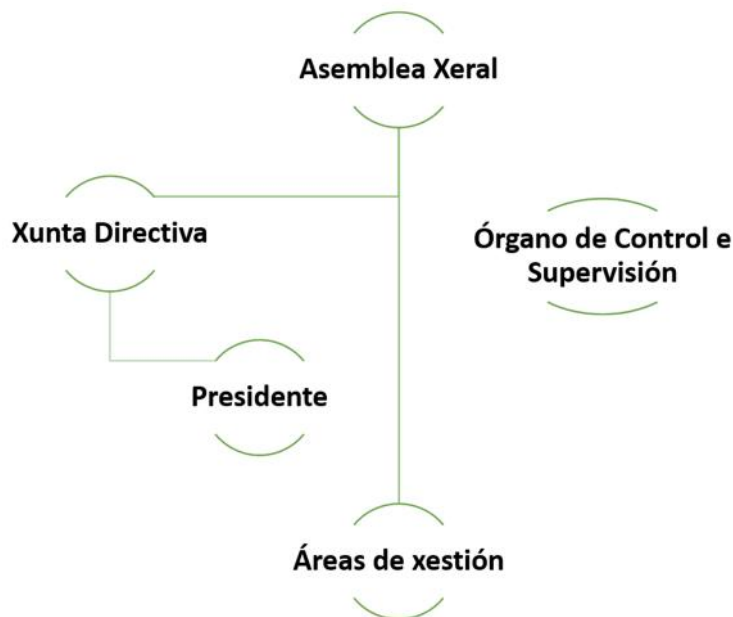 Asemblea Xeral
Xunta Directiva
Órgano de Control e
Supervisión
Presidente
Áreas de xestión